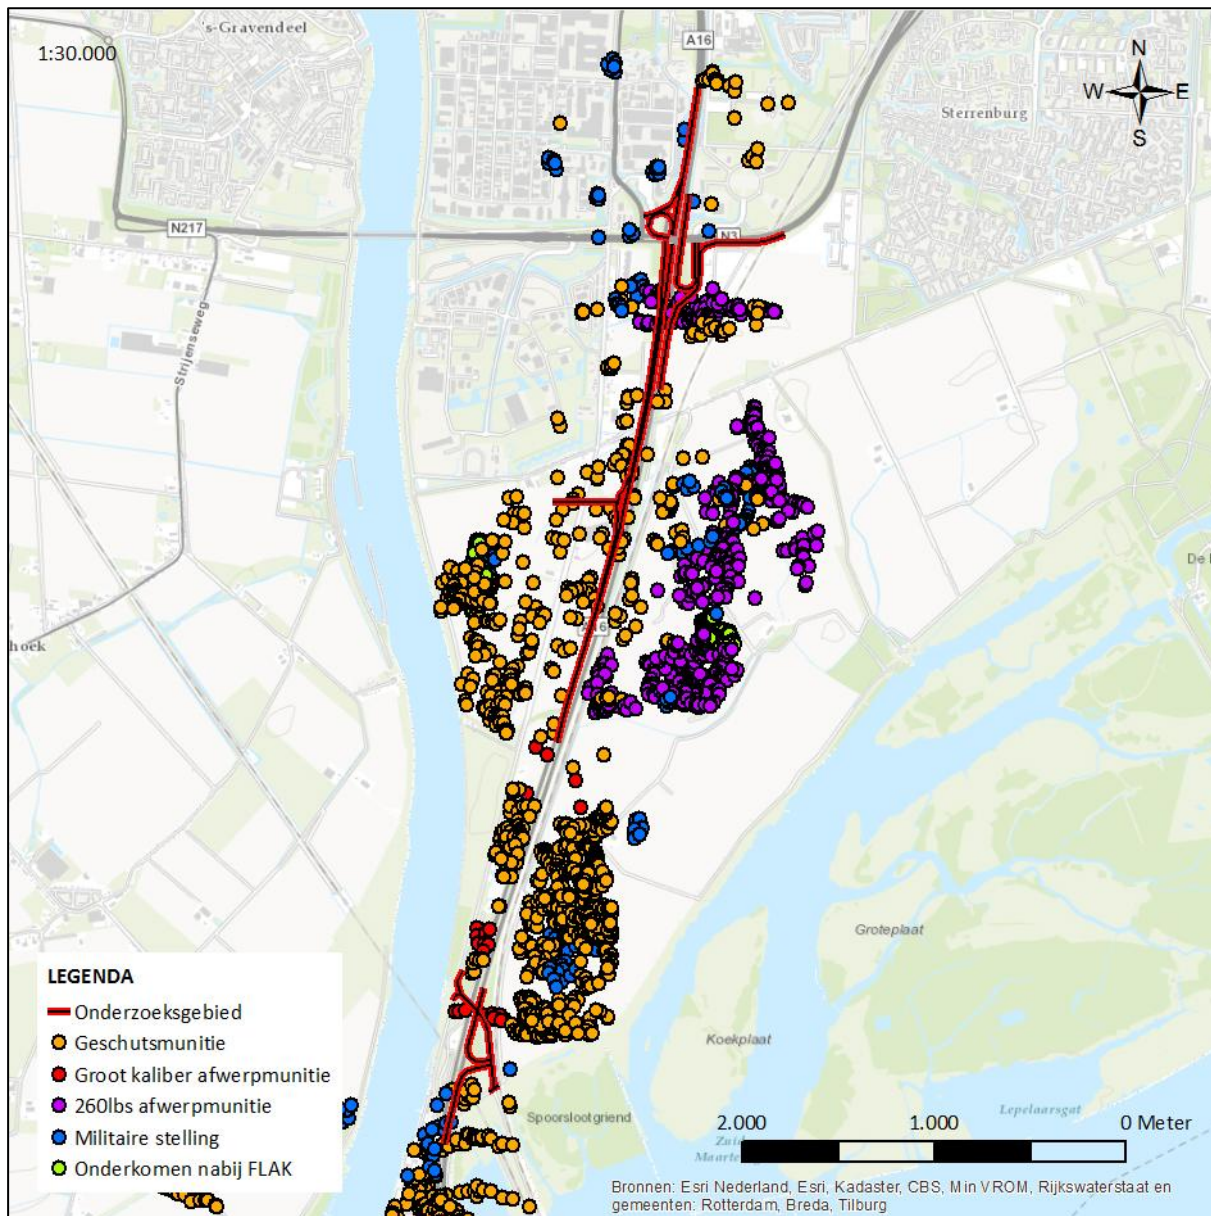 's-Gravendeel
A16
1:30.000
N
W
E
S
Sterrenburg
N217
N3
Strijenseweg
De
hoek
A16
Groteplaat
LEGENDA
Onderzoeksgebied
Geschutsmunitie
Groot kaliber afwerpmunitie
260lbs afwerpmunitie
Militaire stelling
Onderkomen nabij FLAK
Koekplaat
Spoorslootgriend
Lepelaarsgat
2.000
1.000
0 Meter
Zuid
Bronnen: Esri Nederland, Esri, Kadaster, CBS, Min VROM, Rijkswaterstaat en
gemeenten: Rotterdam, Breda, Tilburg